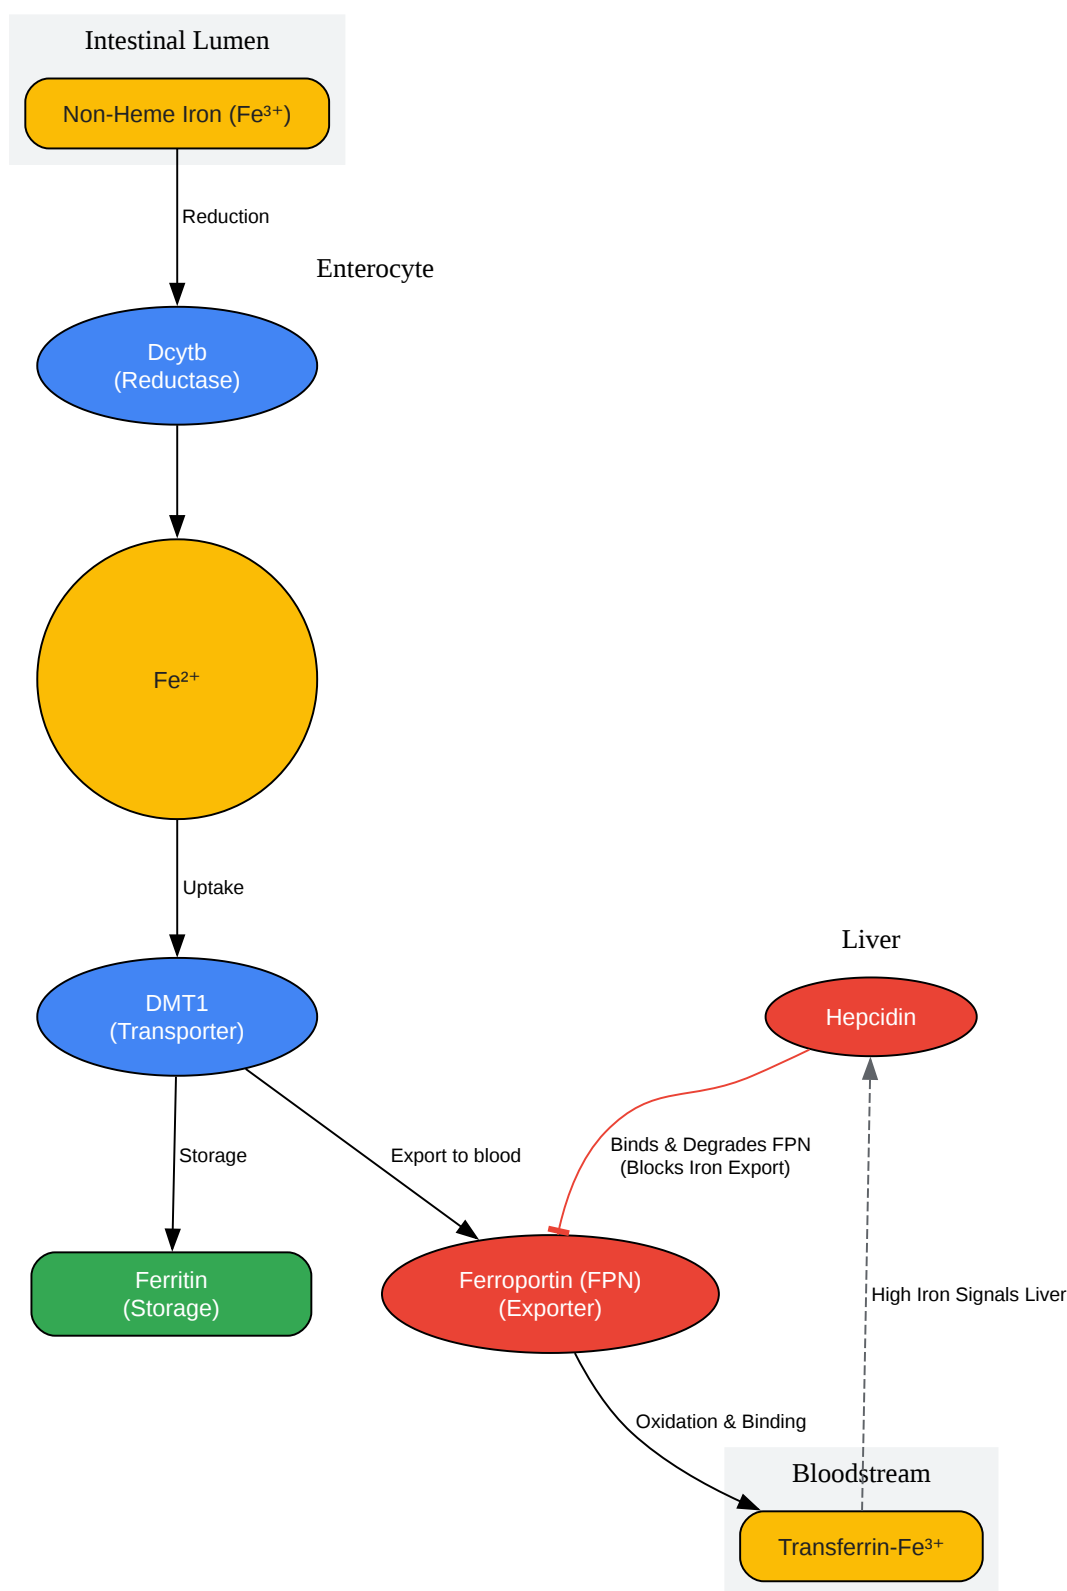 Intestinal Lumen
Non-Heme Iron (Fe³⁺)
Reduction
Enterocyte
Dcytb
(Reductase)
Fe²⁺
Uptake
Liver
DMT1
(Transporter)
Hepcidin
Storage
Export to blood
Binds & Degrades FPN
(Blocks Iron Export)
Ferritin
(Storage)
Ferroportin (FPN)
(Exporter)
High Iron Signals Liver
Oxidation & Binding
Bloodstream
Transferrin-Fe³⁺